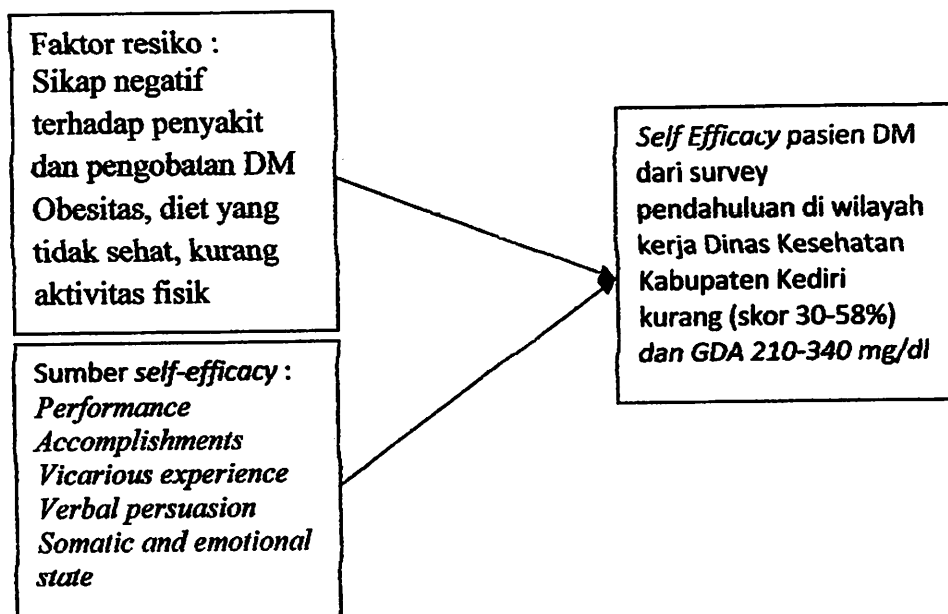 Faktor resiko :
Sikap negatif
terhadap penyakit
dan pengobatan DM
Obesitas, diet yang
tidak sehat, kurang
aktivitas fisik
Sumber self-efficacy :
Performance
Accomplishments
Vicarious experience
Verbal persuasion
Somatic and emotional
state
Self Efficacy pasien DM
dari survey
pendahuluan di wilayah
kerja Dinas Kesehatan
Kabupaten Kediri
kurang (skor 30-58%)
dan GDA 210-340 mg/dl